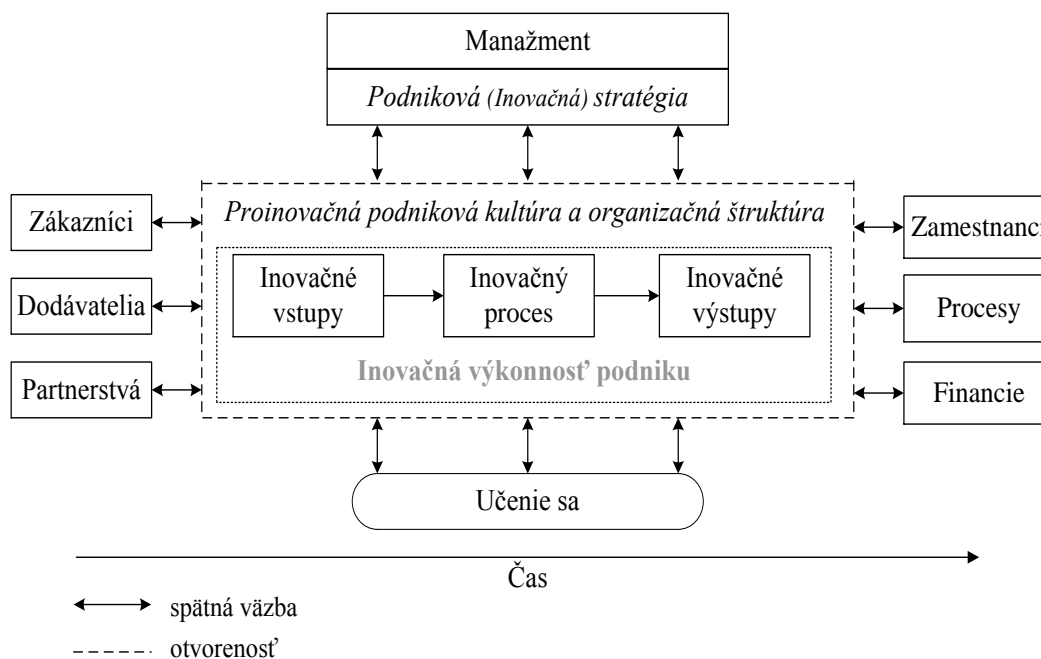 Manažment
Podniková (Inovačná) stratégia
Proinovačná podniková kultúra a organizačná štruktúra
Zákazníci
Dodávatelia
Partnerstvá
Inovačné
vstupy
Inovačný
proces
Inovačné
výstupy
Inovačná výkonnosť podniku
Zamestnanci
Procesy
Financie
Učenie sa
Čas
spätná väzba
otvorenosť